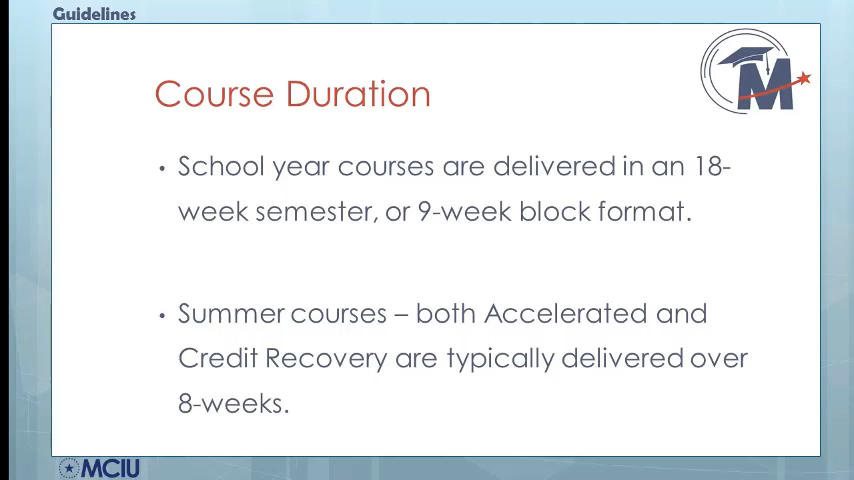 Guidelines
Course Duration
• School year courses are delivered in an 18-
week semester, or 9-week block format.
• Summer courses – both Accelerated and
Credit Recovery are typically delivered over
8-weeks.
M
MCIU